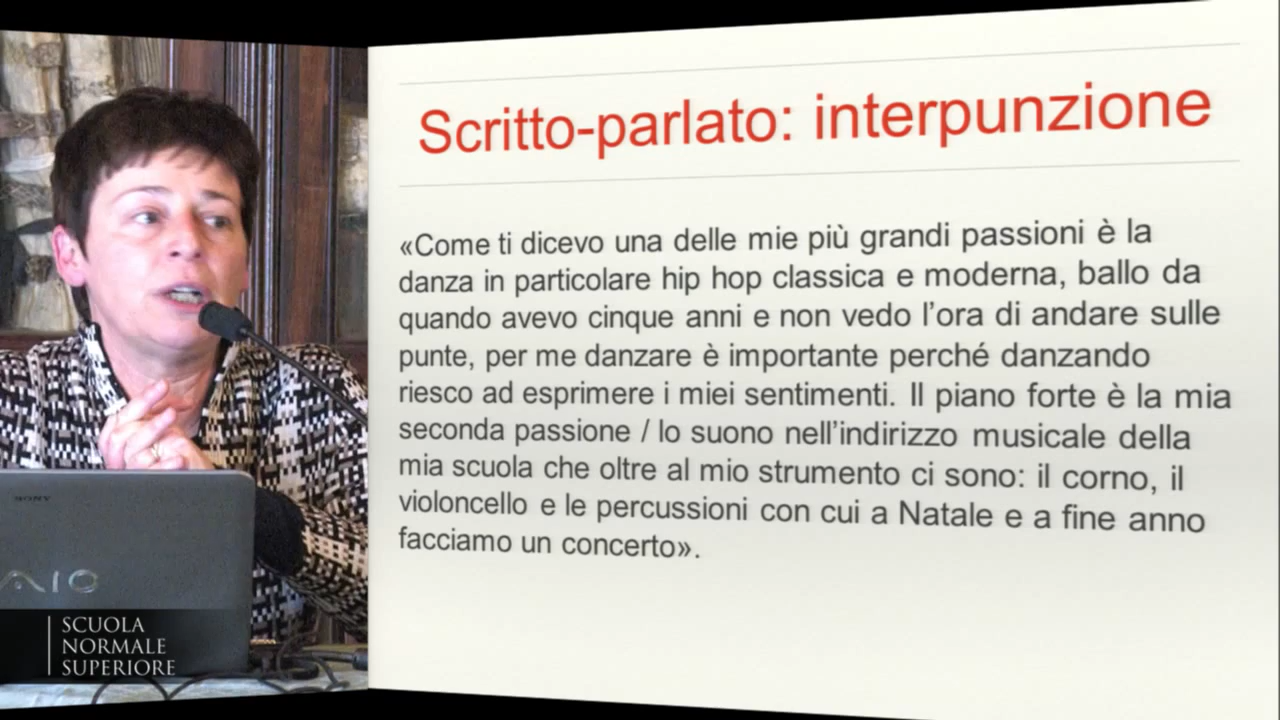 Scritto-parlato: interpunzione
«Come ti dicevo una delle mie più grandi passioni è la
danza in particolare hip hop classica e moderna, ballo da
quando avevo cinque anni e non vedo l’ora di andare sulle
punte, per me danzare è importante perché danzando
riesco ad esprimere i miei sentimenti. Il piano forte è la mia
seconda passione / lo suono nell’indirizzo musicale della
mia scuola che oltre al mio strumento ci sono: il corno, il
violoncello e le percussioni con cui a Natale e a fine anno
facciamo un concerto».
SONY
VAIO
SCUOLA
NORMALE
SUPERIORE